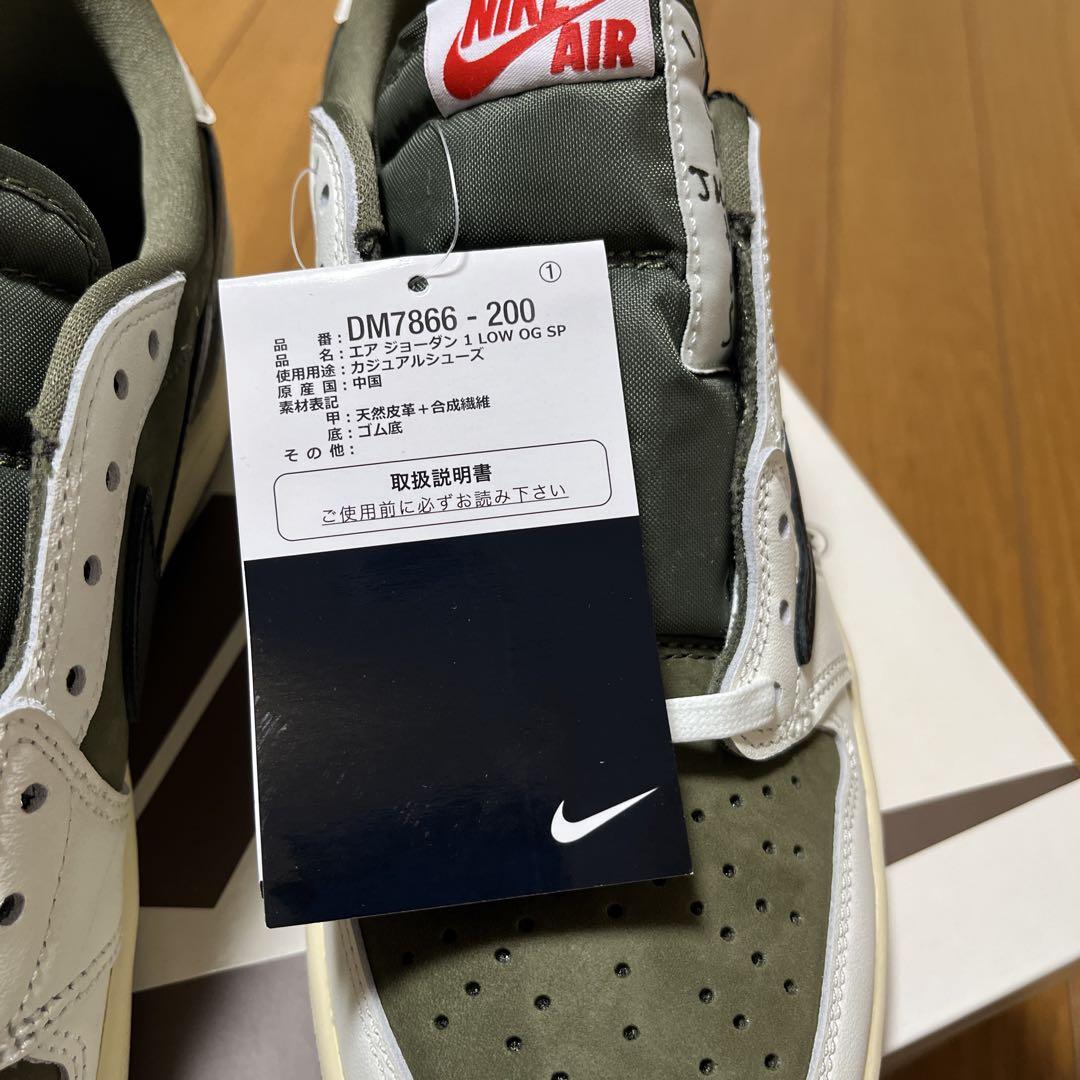 NIKE
AIR
①
品 番：DM7866 - 200
品 名：エア ジョーダン 1 LOW OG SP
使用用途：カジュアルシューズ
原 産 国：中国
素材表記
甲：天然皮革＋合成繊維
底：ゴム底
そ の 他：
取扱説明書
ご使用前に必ずお読み下さい